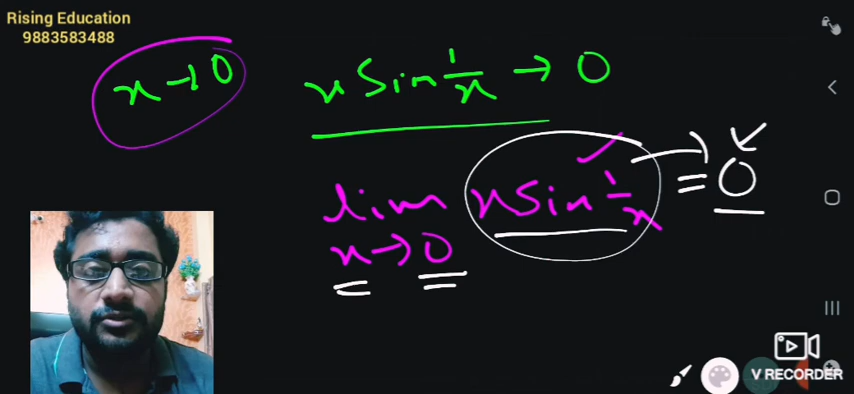 Rising Education
9883583488
x→0
x Sin 1/x → 0
lim x Sin 1/x = 0
x→0
V RECORDER